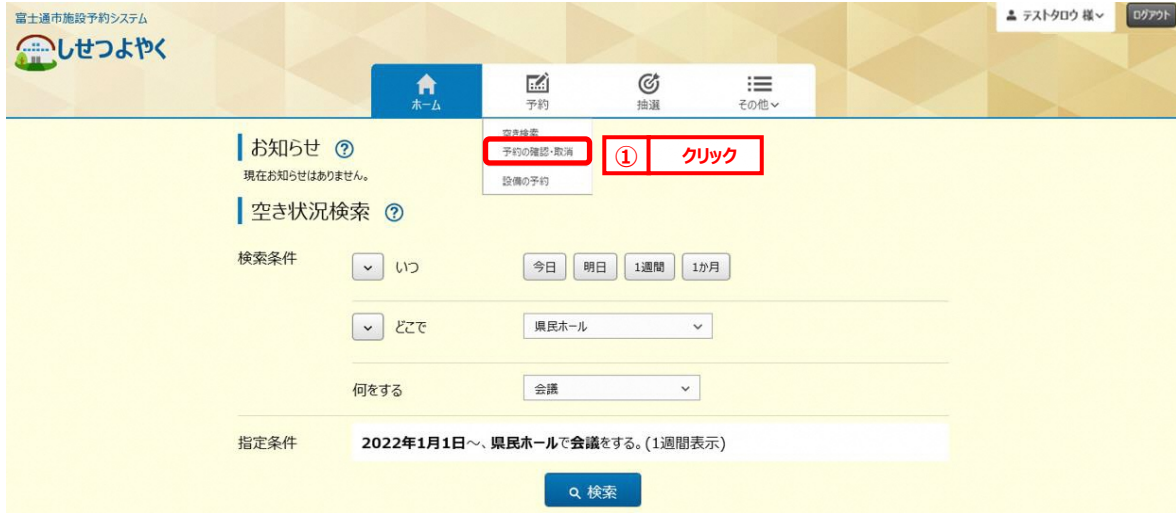 富士通市施設予約システム
しせつよやく
テストタロウ 様
ログアウト
ホーム
予約
抽選
その他
空き検索
予約の確認・取消
設備の予約
① クリック
お知らせ ?
現在お知らせはありません。
空き状況検索 ?
検索条件
いつ
今日 明日 1週間 1か月
どこで
県民ホール
何をする
会議
指定条件
2022年1月1日～、県民ホールで会議をする。(1週間表示)
検索